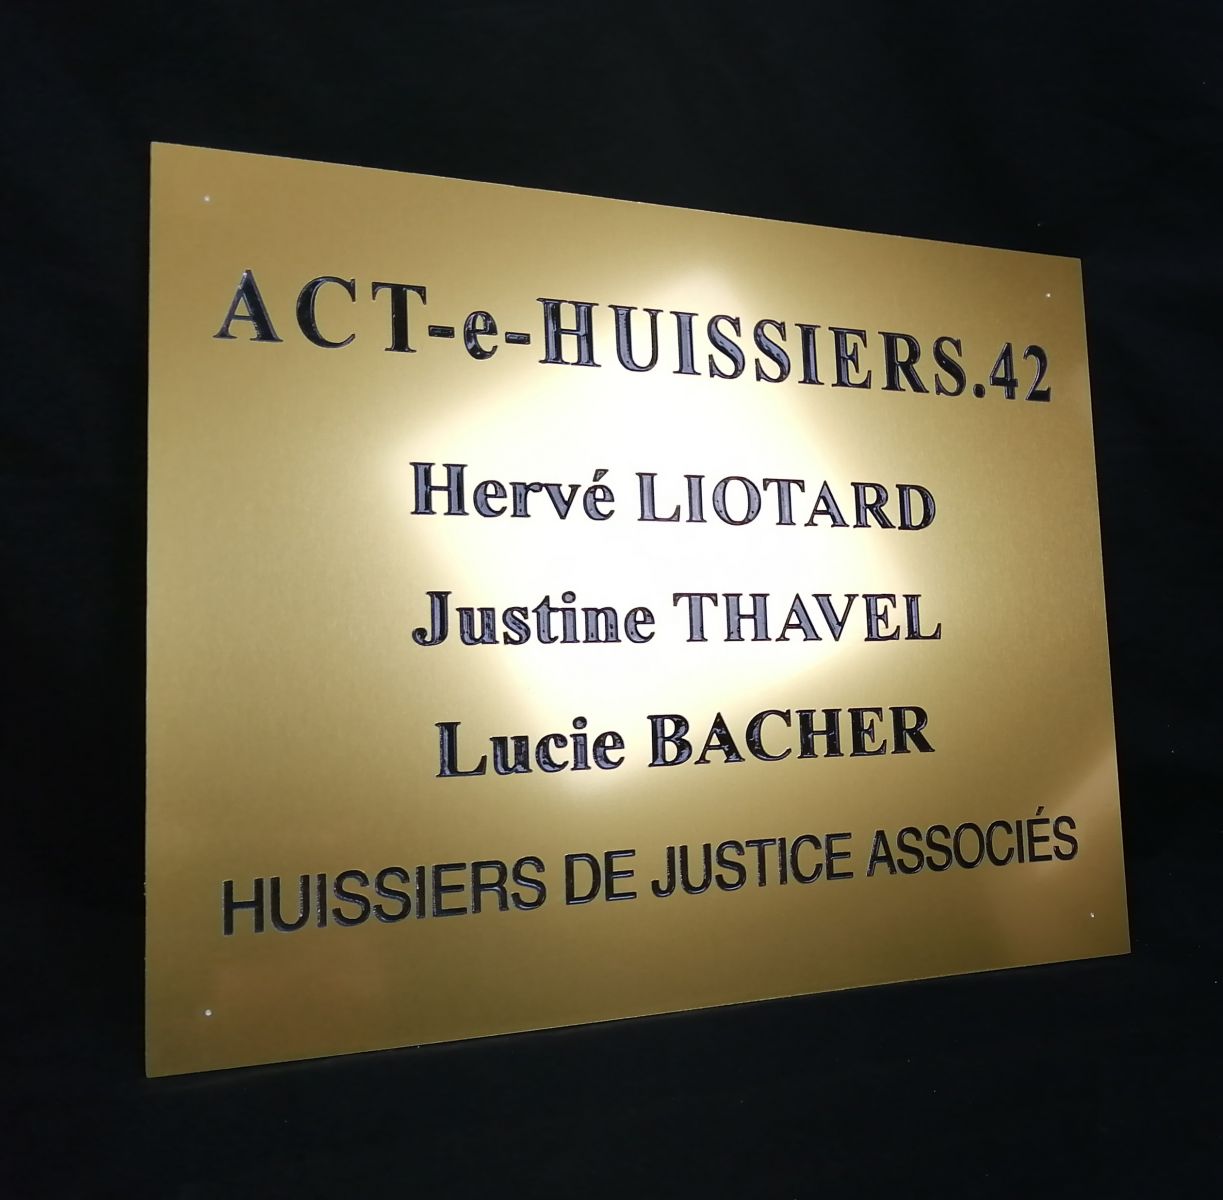 ACT-e-HUISSIERS.42
Hervé LIOTARD
Justine THAVEL
Lucie BACHER
HUISSIERS DE JUSTICE ASSOCIÉS